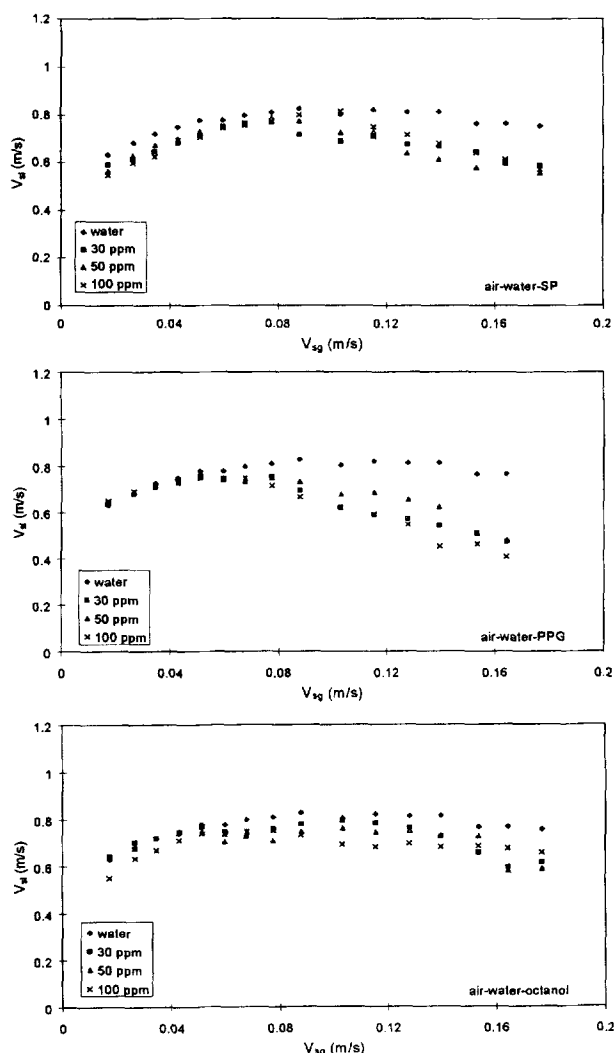 1.2
1
0.8
0.6
0.4
0.2
0
V_sl (m/s)
water
30 ppm
50 ppm
100 ppm
air-water-SP
0 0.04 0.08 0.12 0.16 0.2
V_sg (m/s)
1.2
1
0.8
0.6
0.4
0.2
0
V_sl (m/s)
water
30 ppm
50 ppm
100 ppm
air-water-PPG
0 0.04 0.08 0.12 0.16 0.2
V_sg (m/s)
1.2
1
0.8
0.6
0.4
0.2
0
V_sl (m/s)
water
30 ppm
50 ppm
100 ppm
air-water-octanol
0 0.04 0.08 0.12 0.16 0.2
V_sg (m/s)